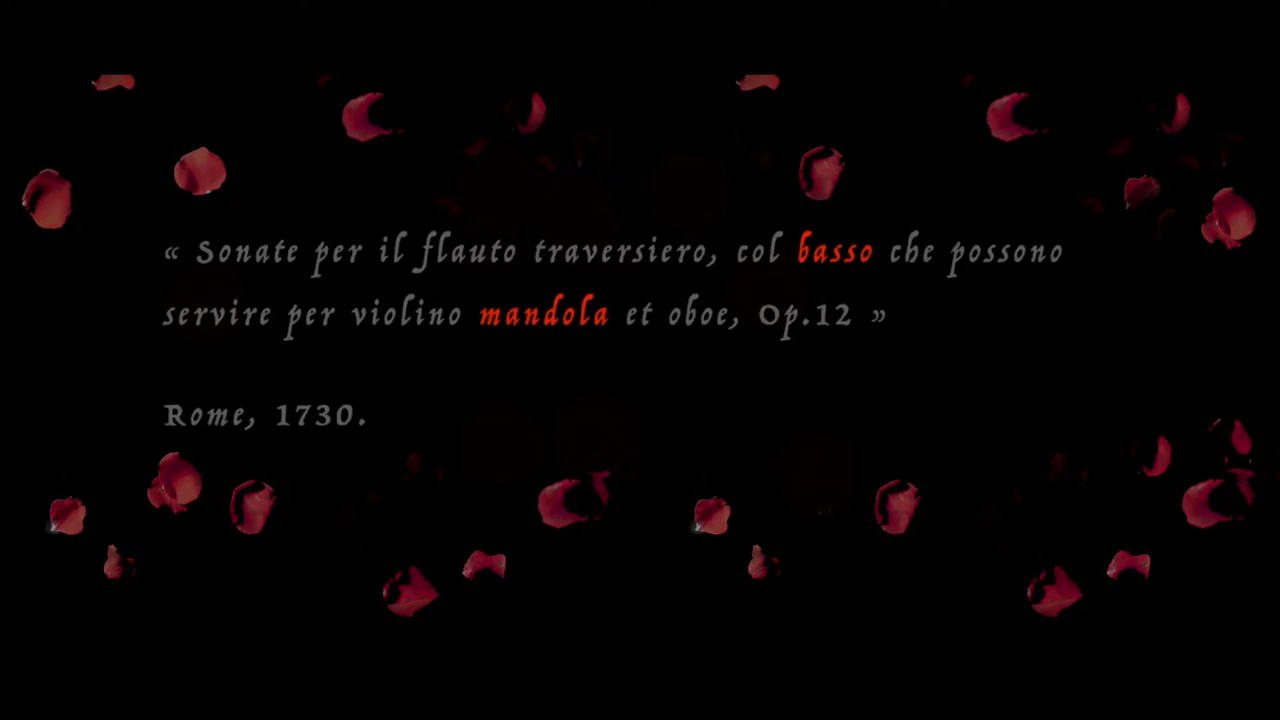 « Sonate per il flauto traversiero, col basso che possono
servire per violino mandola et oboe, Op.12 »
Rome, 1730.